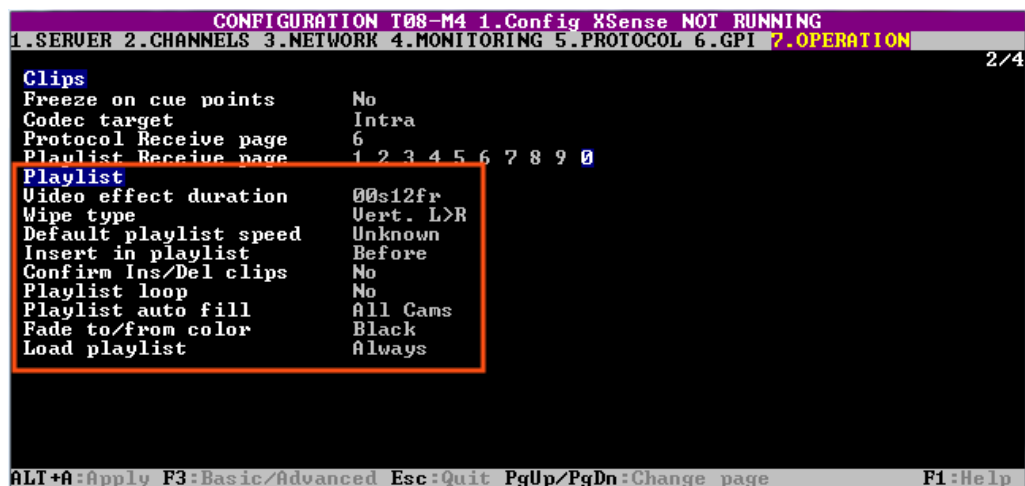 CONFIGURATION T08-M4 1.Config XSense NOT RUNNING
1.SERVER 2.CHANNELS 3.NETWORK 4.MONITORING 5.PROTOCOL 6.GPI 7.OPERATION
2/4
Clips
Freeze on cue points No
Codec target Intra
Protocol Receive page 6
Playlist Receive page 1 2 3 4 5 6 7 8 9 0
Playlist
Video effect duration 00s12fr
Wipe type Vert. L>R
Default playlist speed Unknown
Insert in playlist Before
Confirm Ins/Del clips No
Playlist loop No
Playlist auto fill All Cams
Fade to/from color Black
Load playlist Always
ALT+A:Apply F3:Basic/Advanced Esc:Quit PgUp/PgDn:Change page F1:Help